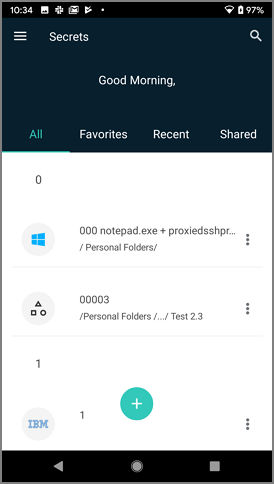 10:34
97%
Secrets
Good Morning,
All Favorites Recent Shared
0
000 notepad.exe + proxiedsshpr...
/ Personal Folders/
00003
/Personal Folders /.../ Test 2.3
1
IBM
1
+